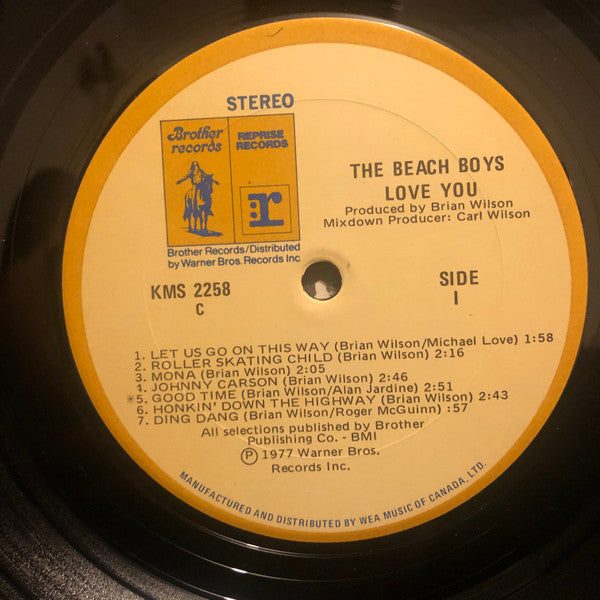 STEREO
Brother
records
REPRISE
RECORDS
r
Brother Records/Distributed
by Warner Bros. Records Inc
THE BEACH BOYS
LOVE YOU
Produced by Brian Wilson
Mixdown Producer: Carl Wilson
KMS 2258
C
SIDE
I
1. LET US GO ON THIS WAY (Brian Wilson/Michael Love) 1:58
2. ROLLER SKATING CHILD (Brian Wilson) 2:16
3. MONA (Brian Wilson) 2:05
4. JOHNNY CARSON (Brian Wilson) 2:46
*5. GOOD TIME (Brian Wilson/Alan Jardine) 2:51
6. HONKIN' DOWN THE HIGHWAY (Brian Wilson) 2:43
7. DING DANG (Brian Wilson/Roger McGuinn) :57
All selections published by Brother
Publishing Co. - BMI
Ⓟ 1977 Warner Bros.
Records Inc.
MANUFACTURED AND DISTRIBUTED BY WEA MUSIC OF CANADA, LTD.